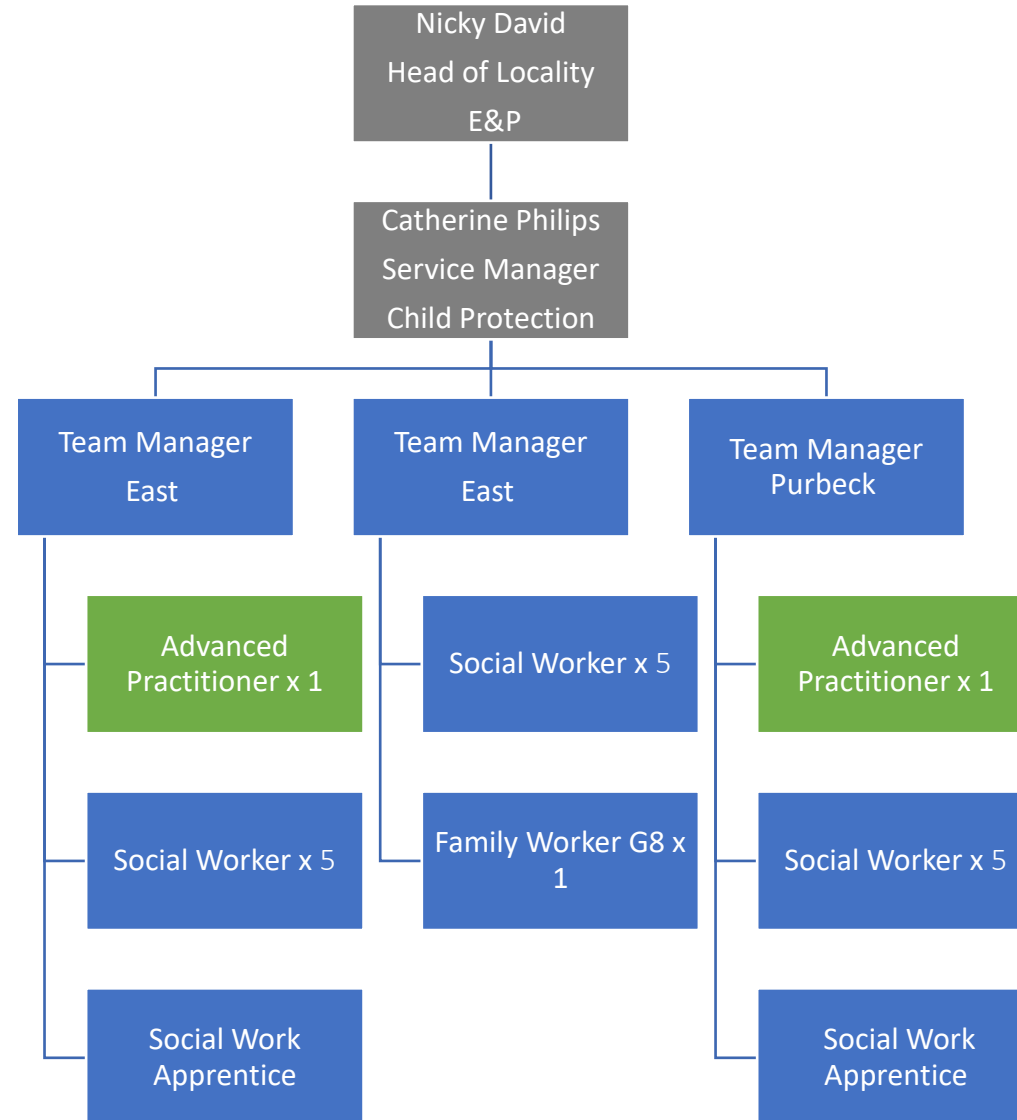 Nicky David
Head of Locality
E&P
Catherine Philips
Service Manager
Child Protection
Team Manager
East
Team Manager
East
Team Manager
Purbeck
Advanced
Practitioner x 1
Social Worker x 5
Advanced
Practitioner x 1
Social Worker x 5
Family Worker G8 x
1
Social Worker x 5
Social Work
Apprentice
Social Work
Apprentice